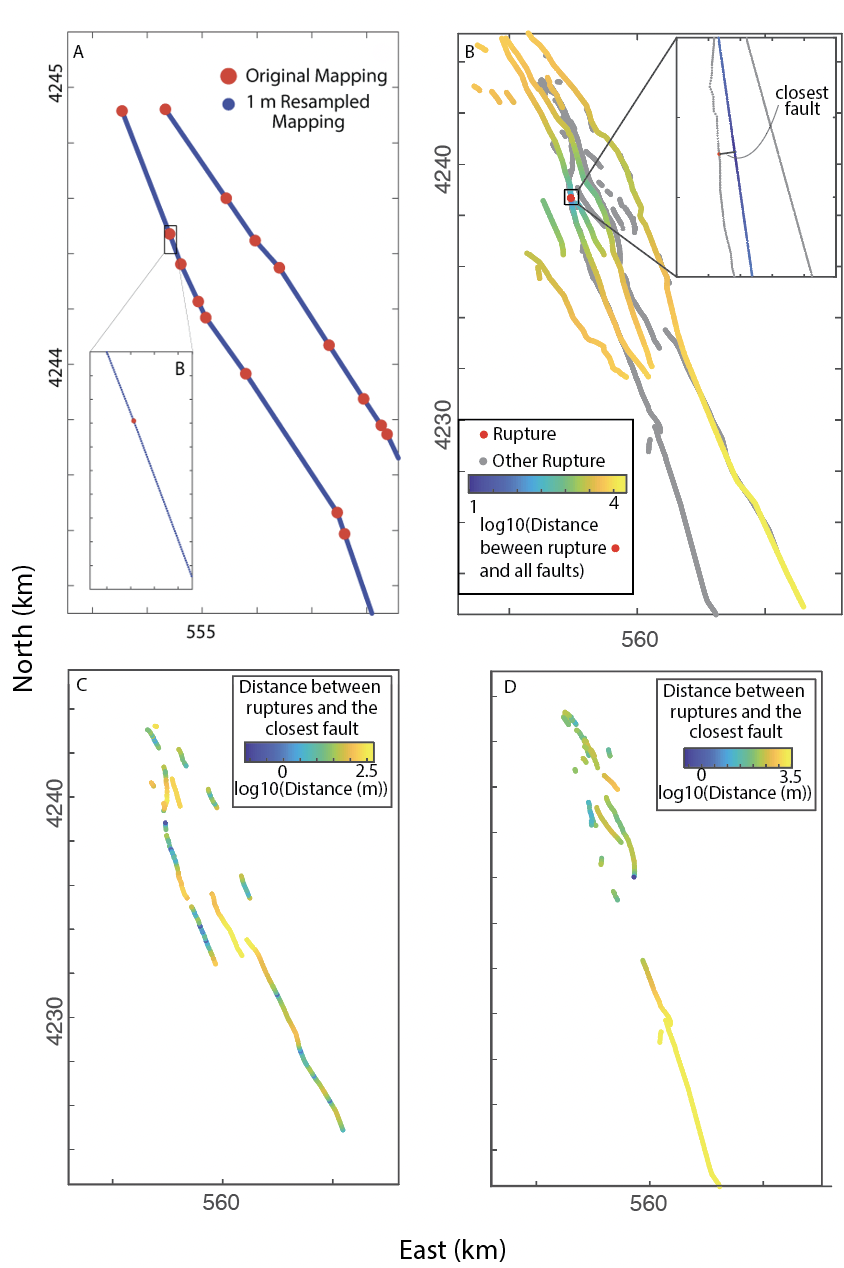 A
Original Mapping
1 m Resampled
Mapping
4245
4244
B
555
B
closest
fault
4240
4230
Rupture
Other Rupture
1
4
log10(Distance
beween rupture
and all faults)
560
North (km)
C
Distance between
ruptures and the
closest fault
0
2.5
log10(Distance (m))
4240
4230
560
D
Distance between
ruptures and the
closest fault
0
3.5
log10(Distance (m))
560
East (km)